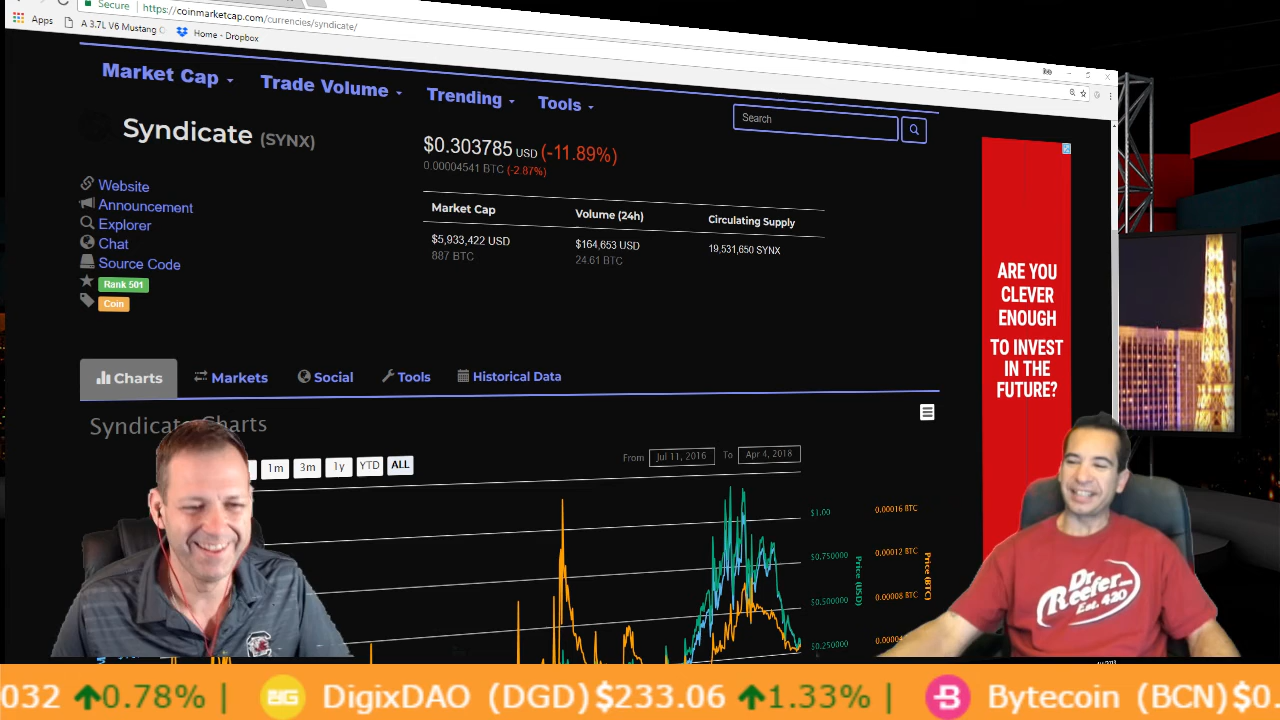 Secure https://coinmarketcap.com/currencies/syndicate/
Apps A 3.7L V6 Mustang Home - Dropbox
Market Cap Trade Volume Trending Tools
Search
Syndicate (SYNX)
$0.303785 USD (-11.89%)
0.00004541 BTC (-2.87%)
Website
Announcement
Explorer
Chat
Source Code
Rank 501
Coin
Market Cap Volume (24h) Circulating Supply
$5,933,422 USD $164,653 USD 19,531,650 SYNX
887 BTC 24.61 BTC
ARE YOU
CLEVER
ENOUGH
TO INVEST
IN THE
FUTURE?
Charts Markets Social Tools Historical Data
Syndicate Charts
1m 3m 1y YTD ALL
From Jul 11, 2016 To Apr 4, 2018
$1.00 0.00016 BTC
$0.750000 0.00012 BTC
$0.500000 0.00008 BTC
$0.250000
Price (USD)
Price (BTC)
Dr
Reefer
Est. 420
032 0.78% | DigixDAO (DGD) $233.06 1.33% | Bytecoin (BCN) $0.